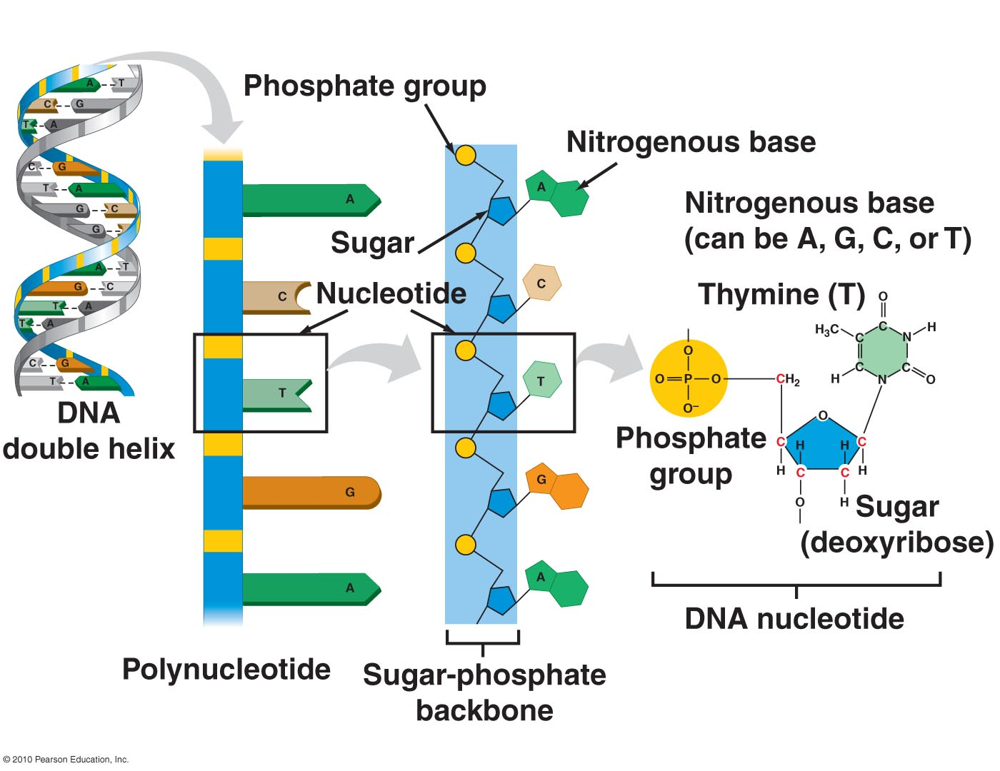 Phosphate group
Nitrogenous base
Nitrogenous base
(can be A, G, C, or T)
Sugar
Nucleotide
Thymine (T)
A T
C G
T A
C G
T A
G C
G
A T
G C
T A
T A
C G
T A
DNA
double helix
A
C
T
G
A
A
C
T
G
A
O
O=P–O
O–
CH₂
O
H₃C
C
N–H
C
C
O
H
N
Phosphate
group
O
C
H
H
C
H
C
C
H
O
H
Sugar
(deoxyribose)
DNA nucleotide
Polynucleotide
Sugar-phosphate
backbone
© 2010 Pearson Education, Inc.